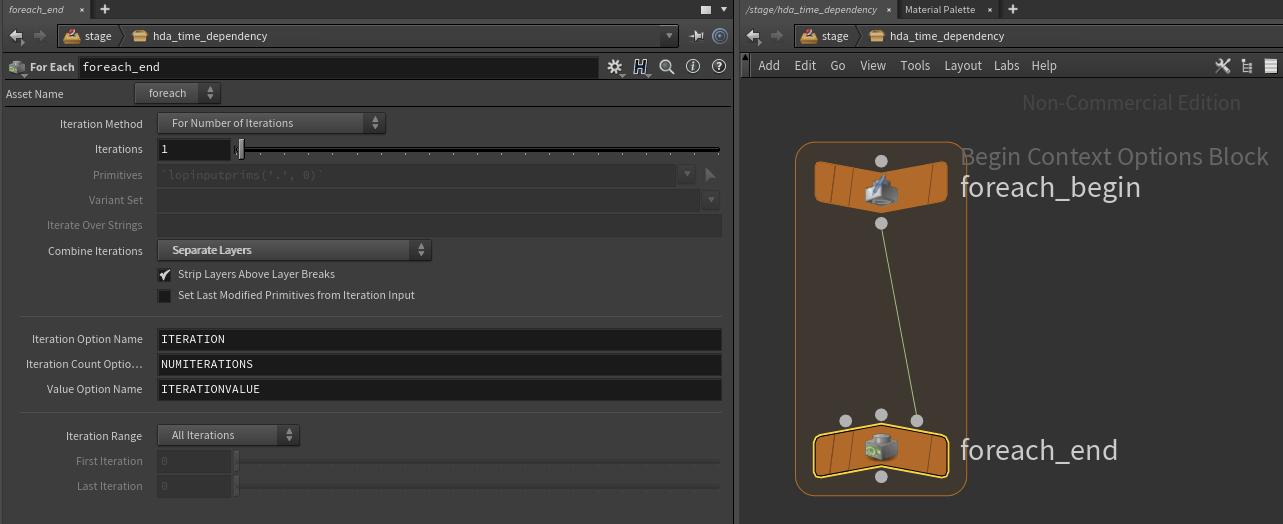 foreach_end × +
stage hda_time_dependency
For Each foreach_end
Asset Name foreach
Iteration Method For Number of Iterations
Iterations 1
Primitives `lopinputprims('.', 0)`
Variant Set
Iterate Over Strings
Combine Iterations Separate Layers
Strip Layers Above Layer Breaks
Set Last Modified Primitives from Iteration Input
Iteration Option Name ITERATION
Iteration Count Optio... NUMITERATIONS
Value Option Name ITERATIONVALUE
Iteration Range All Iterations
First Iteration 0
Last Iteration 0
/stage/hda_time_dependency × Material Palette × +
stage hda_time_dependency
Add Edit Go View Tools Layout Labs Help
Non-Commercial Edition
Begin Context Options Block
foreach_begin
foreach_end